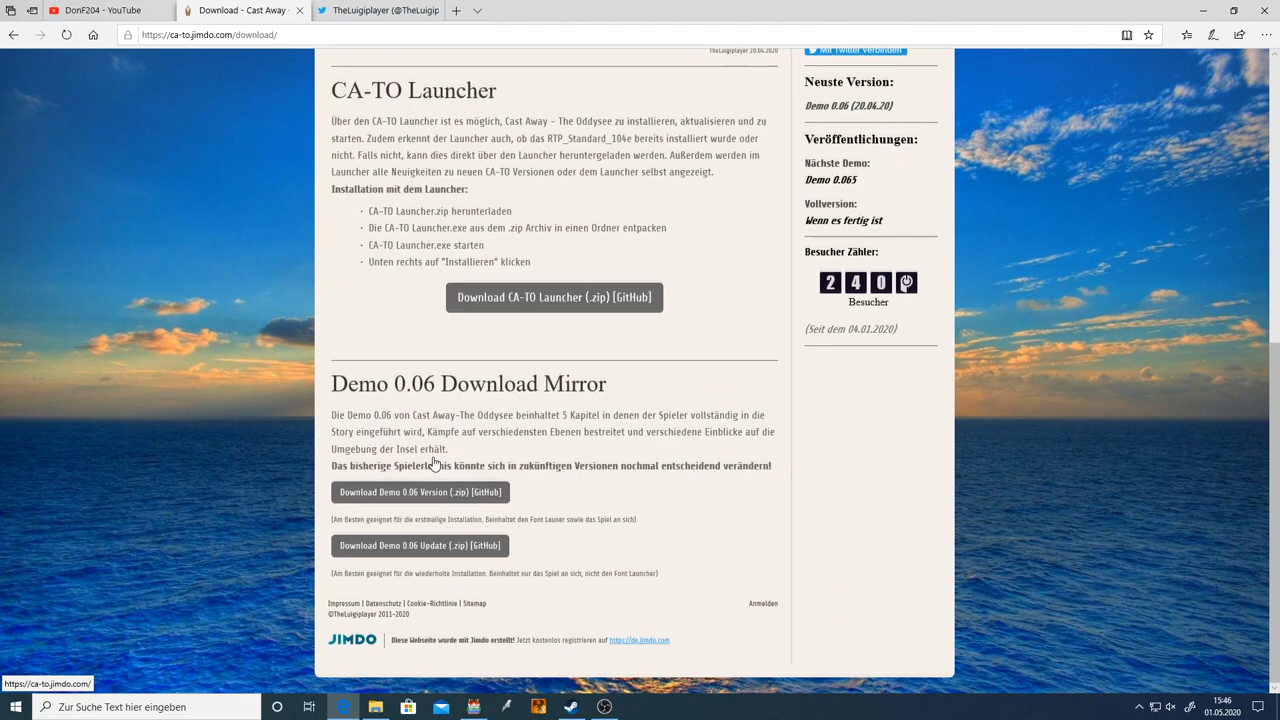 DonF204 - YouTube
Download - Cast Away -
TheLuigiplayer (@TheLuigi
https://ca-to.jimdo.com/download/
TheLuigiplayer 20.04.2020
CA-TO Launcher
Über den CA-TO Launcher ist es möglich, Cast Away - The Oddysee zu installieren, aktualisieren und zu
starten. Zudem erkennt der Launcher auch, ob das RTP_Standard_104e bereits installiert wurde oder
nicht. Falls nicht, kann dies direkt über den Launcher heruntergeladen werden. Außerdem werden im
Launcher alle Neuigkeiten zu neuen CA-TO Versionen oder dem Launcher selbst angezeigt.
Installation mit dem Launcher:
· CA-TO Launcher.zip herunterladen
· Die CA-TO Launcher.exe aus dem .zip Archiv in einen Ordner entpacken
· CA-TO Launcher.exe starten
· Unten rechts auf "Installieren" klicken
Download CA-TO Launcher (.zip) [GitHub]
Demo 0.06 Download Mirror
Die Demo 0.06 von Cast Away-The Oddysee beinhaltet 5 Kapitel in denen der Spieler vollständig in die
Story eingeführt wird, Kämpfe auf verschiedensten Ebenen bestreitet und verschiedene Einblicke auf die
Umgebung der Insel erhält.
Das bisherige Spielerlebnis könnte sich in zukünftigen Versionen nochmal entscheidend verändern!
Download Demo 0.06 Version (.zip) [GitHub]
(Am Besten geeignet für die erstmalige Installation. Beinhaltet den Font Launer sowie das Spiel an sich)
Download Demo 0.06 Update (.zip) [GitHub]
(Am Besten geeignet für die wiederholte Installation. Beinhaltet nur das Spiel an sich, nicht den Font Launcher)
Impressum | Datenschutz | Cookie-Richtlinie | Sitemap
Anmelden
©TheLuigiplayer 2011-2020
JIMDO
Diese Webseite wurde mit Jimdo erstellt! Jetzt kostenlos registrieren auf https://de.jimdo.com
Mit Twitter verbinden
Neuste Version:
Demo 0.06 (20.04.20)
Veröffentlichungen:
Nächste Demo:
Demo 0.065
Vollversion:
Wenn es fertig ist
Besucher Zähler:
2 4 0
Besucher
(Seit dem 04.01.2020)
https://ca-to.jimdo.com/
Zur Suche Text hier eingeben
15:46
01.05.2020